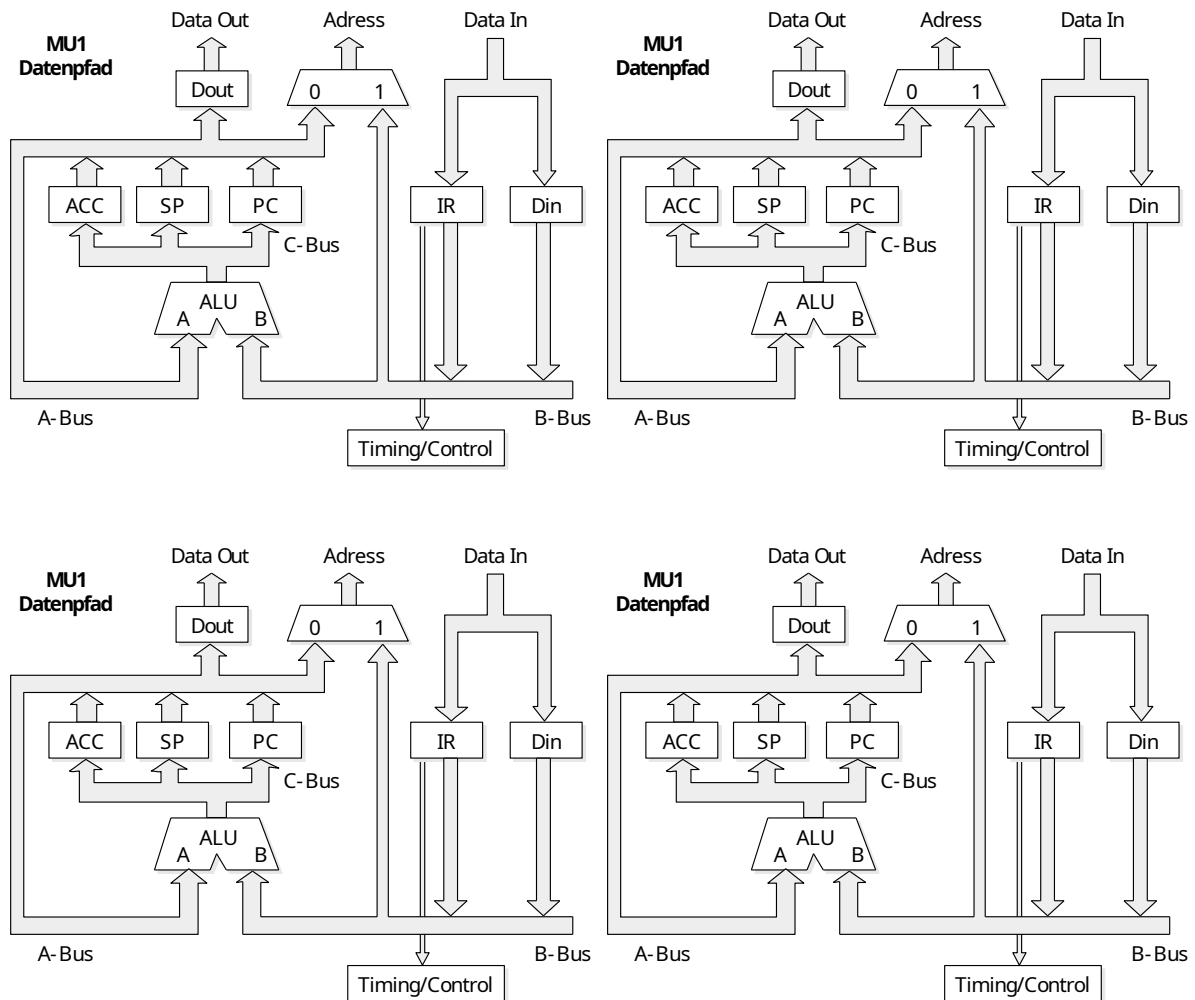 Data Out Adress Data In
MU1
Datenpfad
Dout
0 1
ACC SP PC IR Din
C-Bus
ALU
A B
A-Bus B-Bus
Timing/Control
Data Out Adress Data In
MU1
Datenpfad
Dout
0 1
ACC SP PC IR Din
C-Bus
ALU
A B
A-Bus B-Bus
Timing/Control
Data Out Adress Data In
MU1
Datenpfad
Dout
0 1
ACC SP PC IR Din
C-Bus
ALU
A B
A-Bus B-Bus
Timing/Control
Data Out Adress Data In
MU1
Datenpfad
Dout
0 1
ACC SP PC IR Din
C-Bus
ALU
A B
A-Bus B-Bus
Timing/Control